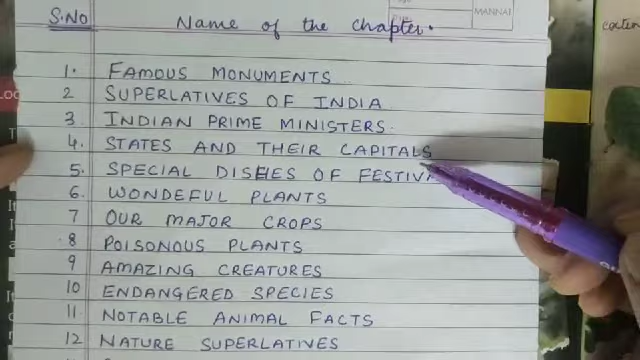 MANNAI
S.No Name of the chapter.
1. FAMOUS MONUMENTS
2 SUPERLATIVES OF INDIA
3. INDIAN PRIME MINISTERS.
4. STATES AND THEIR CAPITALS
5. SPECIAL DISHES OF
6. WONDEFUL PLANTS
7 OUR MAJOR CROPS
8 POISONOUS PLANTS
9 AMAZING CREATURES
10 ENDANGERED SPECIES
11 NOTABLE ANIMAL FACTS
12 NATURE SUPERLATIVES